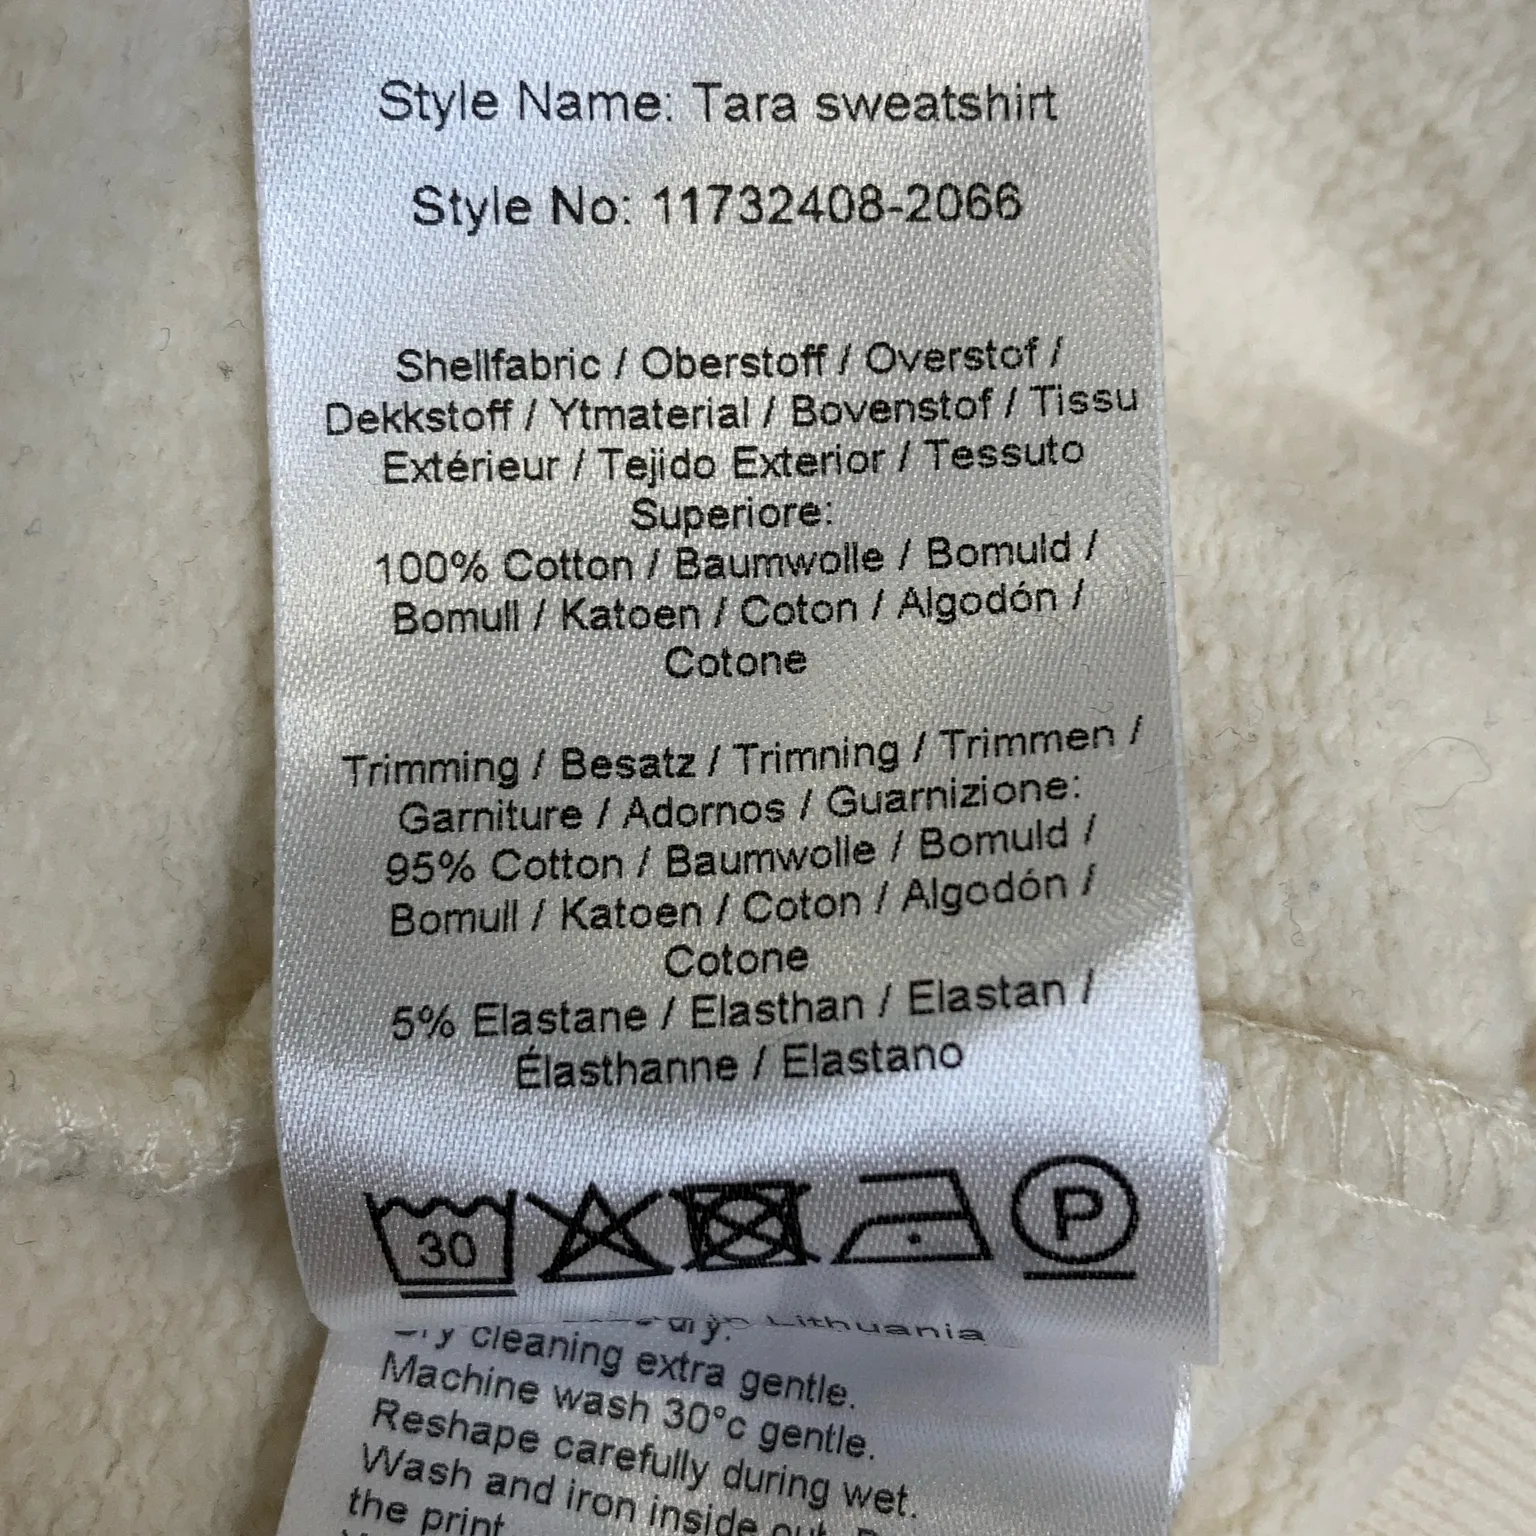 Style Name: Tara sweatshirt
Style No: 11732408-2066
Shellfabric / Oberstoff / Overstof /
Dekkstoff / Ytmaterial / Bovenstof / Tissu
Extérieur / Tejido Exterior / Tessuto
Superiore:
100% Cotton / Baumwolle / Bomuld /
Bomull / Katoen / Coton / Algodón /
Cotone
Trimming / Besatz / Trimning / Trimmen /
Garniture / Adornos / Guarnizione:
95% Cotton / Baumwolle / Bomuld /
Bomull / Katoen / Coton / Algodón /
Cotone
5% Elastane / Elasthan / Elastan /
Élasthanne / Elastano
30 P
Lithuania
dry.
Dry cleaning extra gentle.
Machine wash 30°c gentle.
Reshape carefully during wet.
Wash and iron inside out.
the print